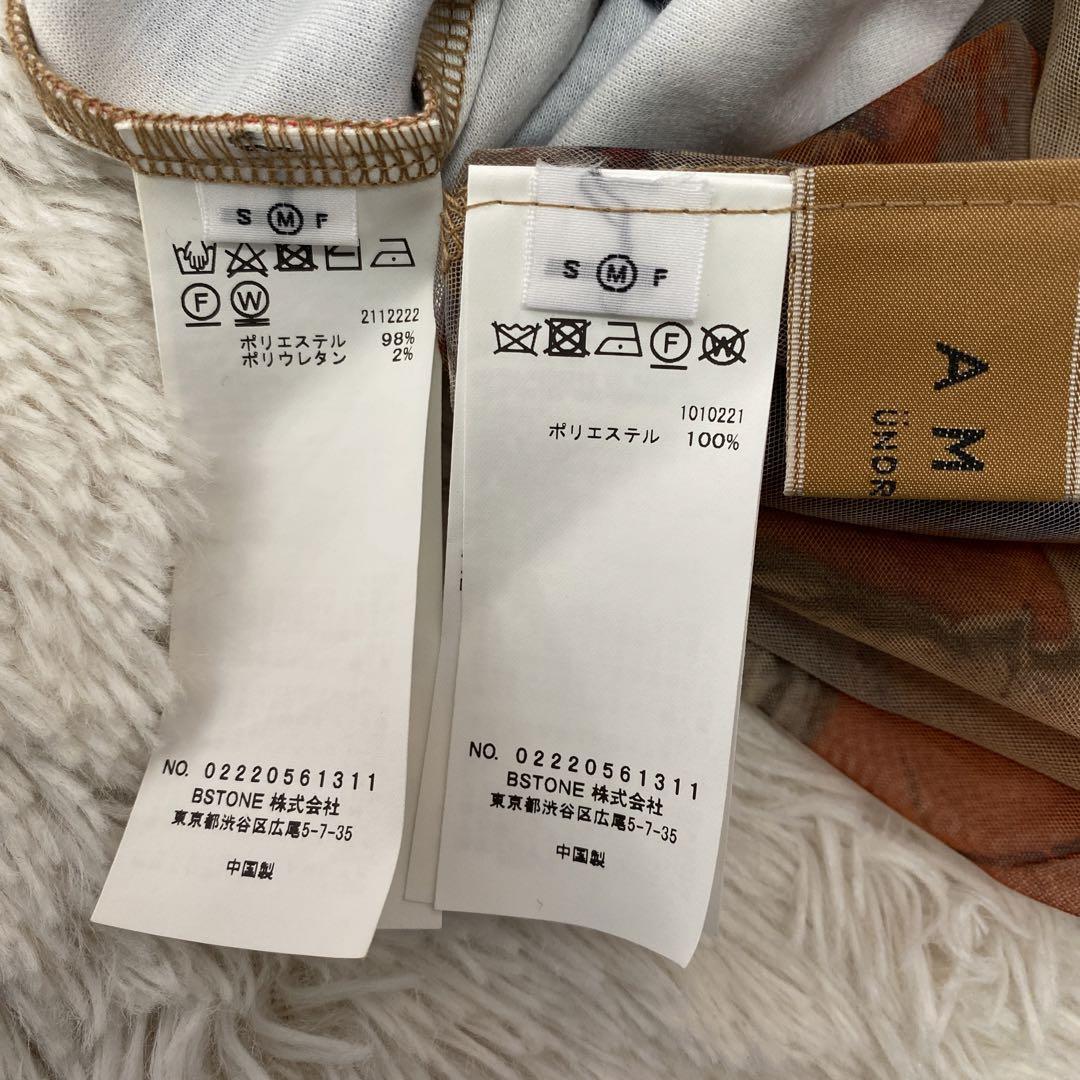 S M F
F W
2112222
ポリエステル 98%
ポリウレタン 2%
NO. 02220561311
BSTONE 株式会社
東京都渋谷区広尾5-7-35
中国製
S M F
F W
1010221
ポリエステル 100%
NO. 02220561311
BSTONE 株式会社
東京都渋谷区広尾5-7-35
中国製
AM
ÜNDR